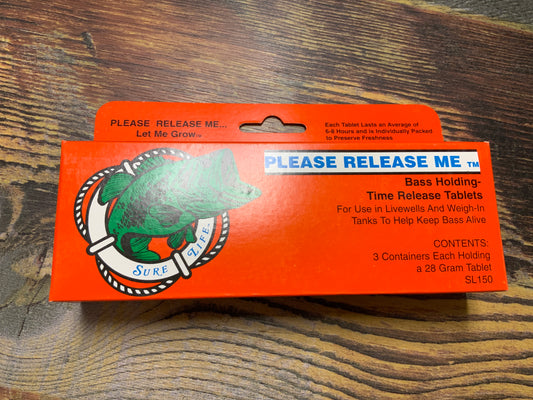 PLEASE RELEASE ME...
Let Me Grow™
Each Tablet Lasts an Average of
6-8 Hours and is Individually Packed
to Preserve Freshness
PLEASE RELEASE ME TM
Bass Holding-
Time Release Tablets
For Use in Livewells And Weigh-In
Tanks To Help Keep Bass Alive
SURE LIFE
CONTENTS:
3 Containers Each Holding
a 28 Gram Tablet
SL150